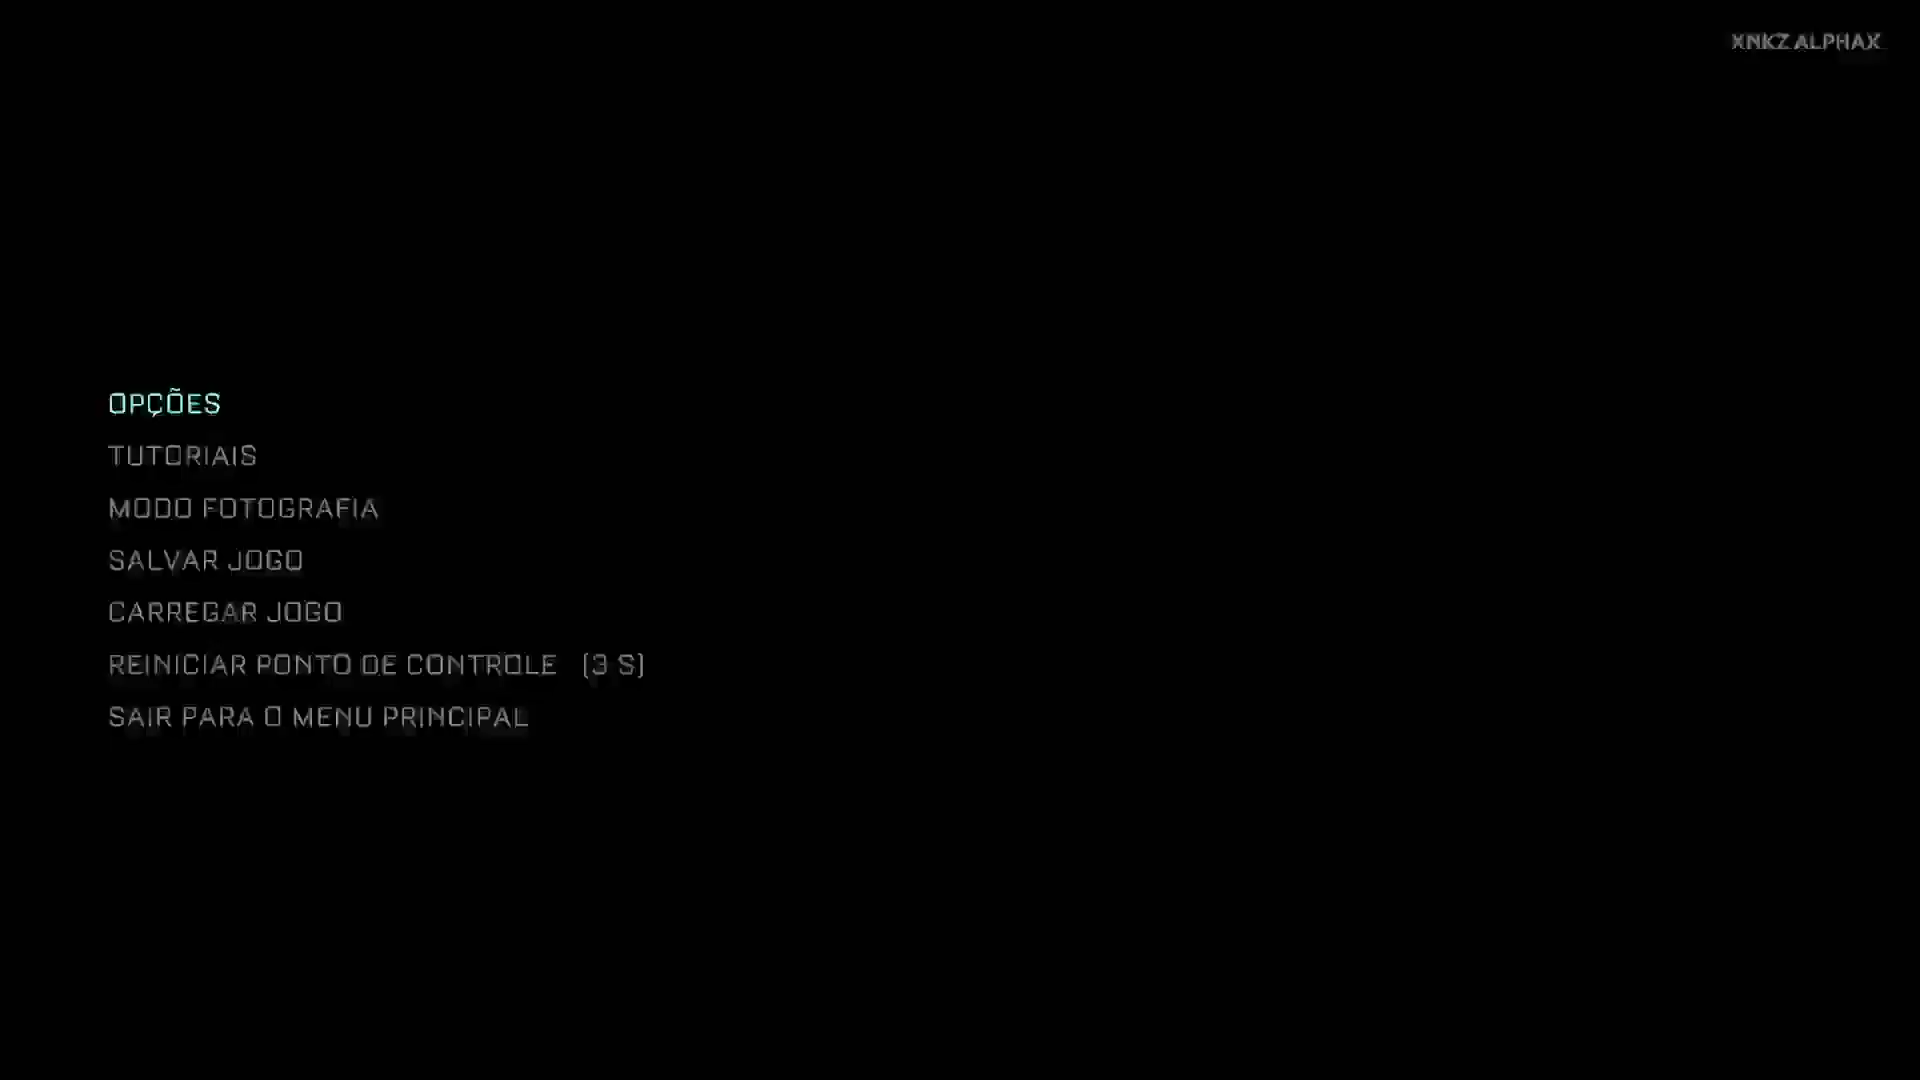 XNKZ ALPHAX
OPÇÕES
TUTORIAIS
MODO FOTOGRAFIA
SALVAR JOGO
CARREGAR JOGO
REINICIAR PONTO DE CONTROLE (3 S)
SAIR PARA O MENU PRINCIPAL